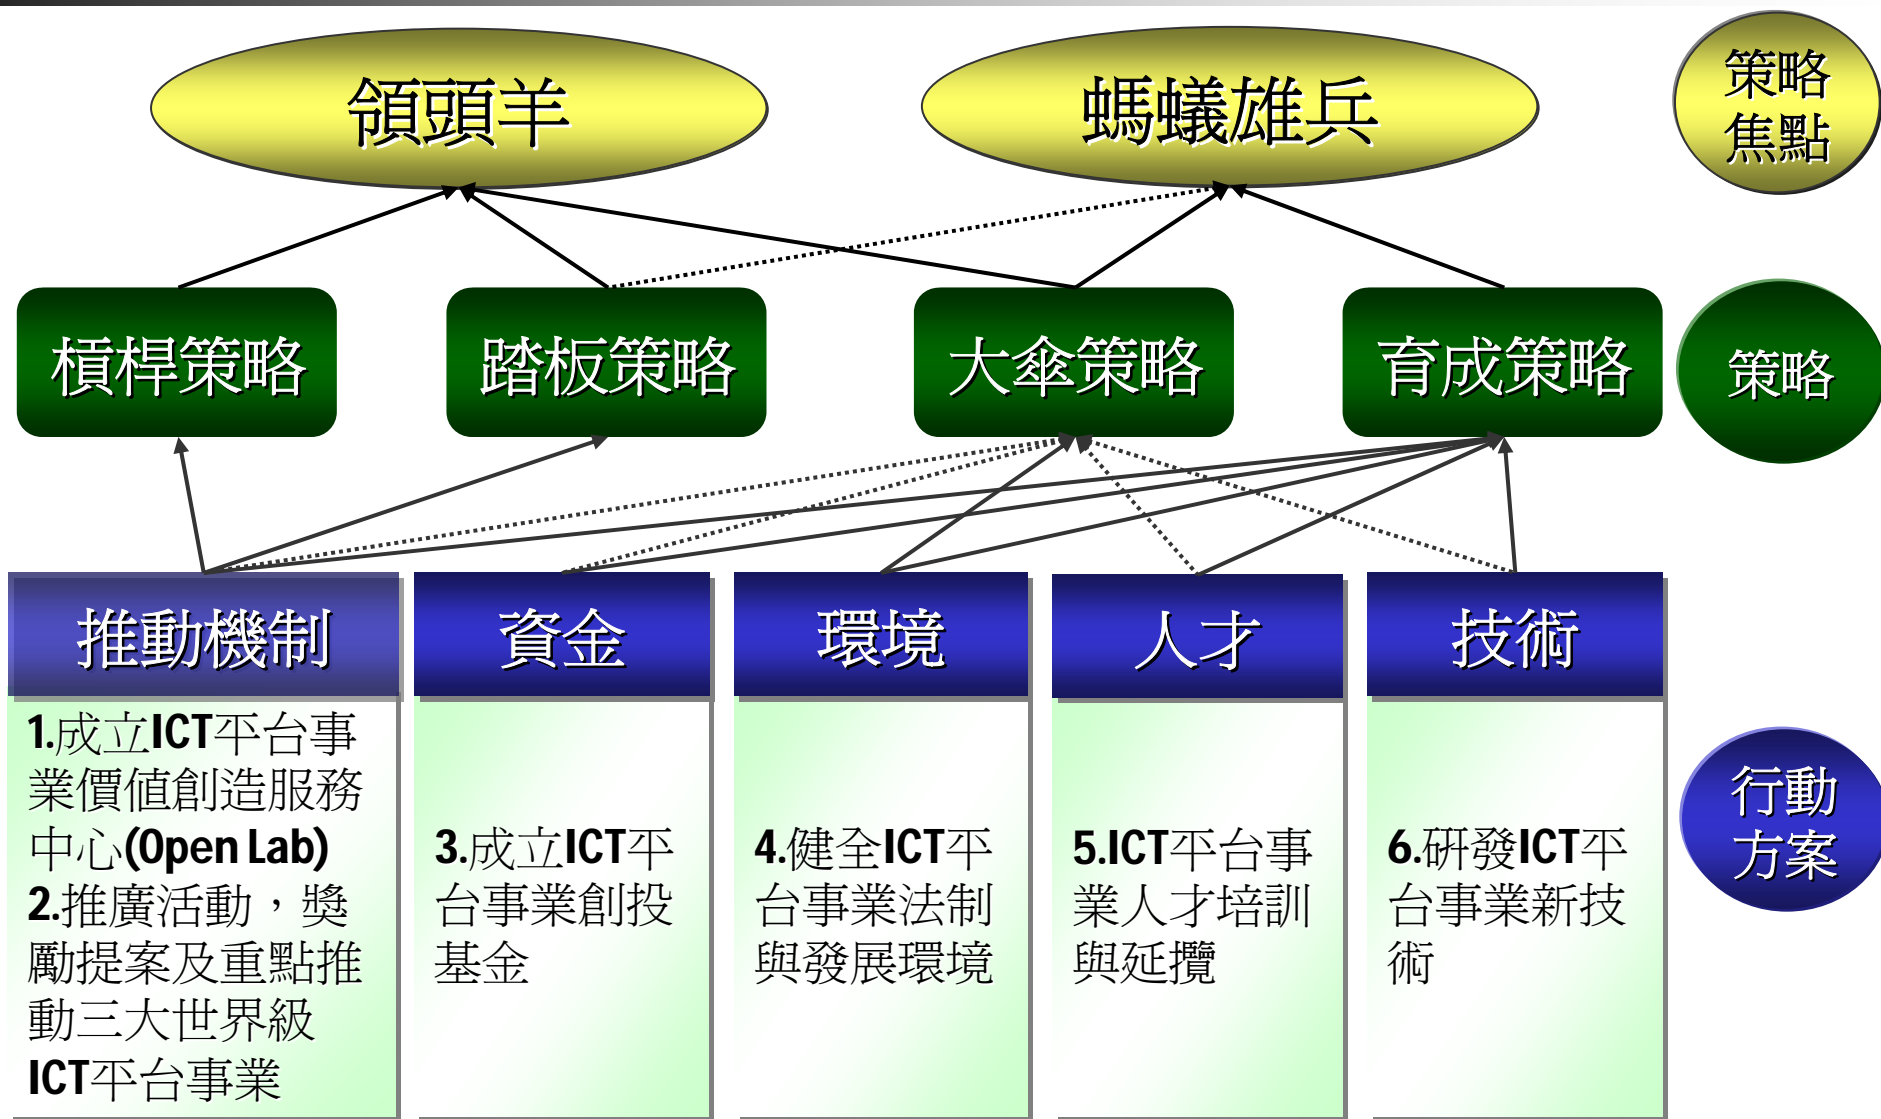 領頭羊
螞蟻雄兵
策略
焦點
槓桿策略
踏板策略
大傘策略
育成策略
策略
推動機制
資金
環境
人才
技術
1.成立ICT平台事
業價值創造服務
中心(Open Lab)
2.推廣活動，獎
勵提案及重點推
動三大世界級
ICT平台事業
3.成立ICT平
台事業創投
基金
4.健全ICT平
台事業法制
與發展環境
5.ICT平台事
業人才培訓
與延攬
6.研發ICT平
台事業新技
術
行動
方案